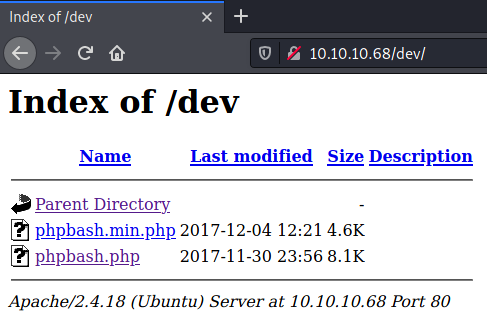 Index of /dev
10.10.10.68/dev/
Index of /dev
Name Last modified Size Description
Parent Directory -
phpbash.min.php 2017-12-04 12:21 4.6K
phpbash.php 2017-11-30 23:56 8.1K
Apache/2.4.18 (Ubuntu) Server at 10.10.10.68 Port 80